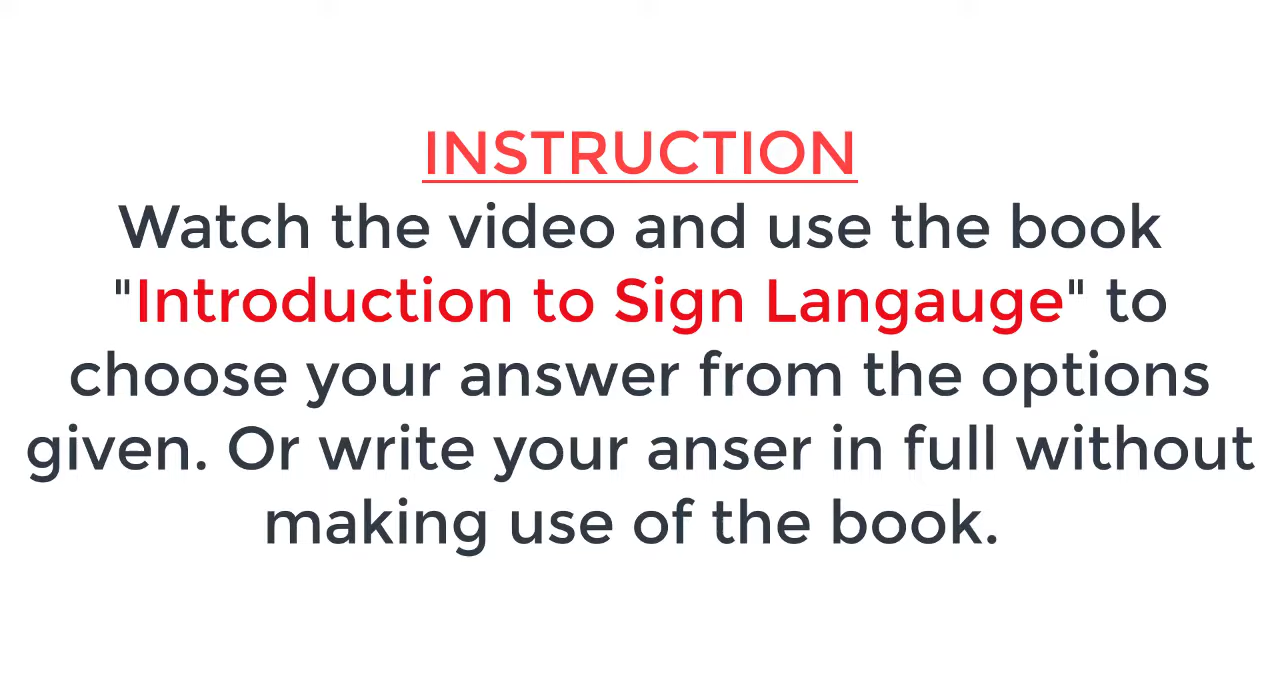 INSTRUCTION
Watch the video and use the book
"Introduction to Sign Langauge" to
choose your answer from the options
given. Or write your anser in full without
making use of the book.